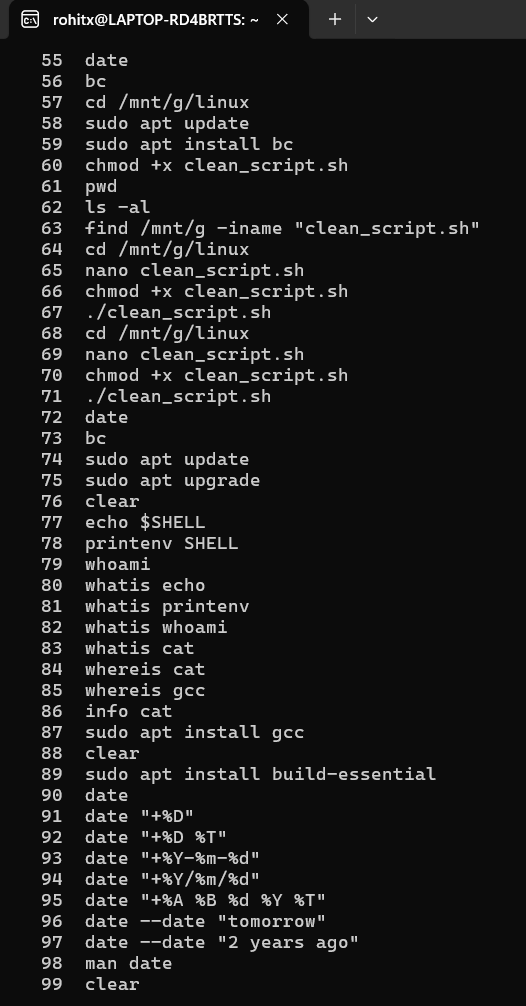 rohitx@LAPTOP-RD4BRTTS: ~
55 date
56 bc
57 cd /mnt/g/linux
58 sudo apt update
59 sudo apt install bc
60 chmod +x clean_script.sh
61 pwd
62 ls -al
63 find /mnt/g -iname "clean_script.sh"
64 cd /mnt/g/linux
65 nano clean_script.sh
66 chmod +x clean_script.sh
67 ./clean_script.sh
68 cd /mnt/g/linux
69 nano clean_script.sh
70 chmod +x clean_script.sh
71 ./clean_script.sh
72 date
73 bc
74 sudo apt update
75 sudo apt upgrade
76 clear
77 echo $SHELL
78 printenv SHELL
79 whoami
80 whatis echo
81 whatis printenv
82 whatis whoami
83 whatis cat
84 whereis cat
85 whereis gcc
86 info cat
87 sudo apt install gcc
88 clear
89 sudo apt install build-essential
90 date
91 date "+%D"
92 date "+%D %T"
93 date "+%Y-%m-%d"
94 date "+%Y/%m/%d"
95 date "+%A %B %d %Y %T"
96 date --date "tomorrow"
97 date --date "2 years ago"
98 man date
99 clear